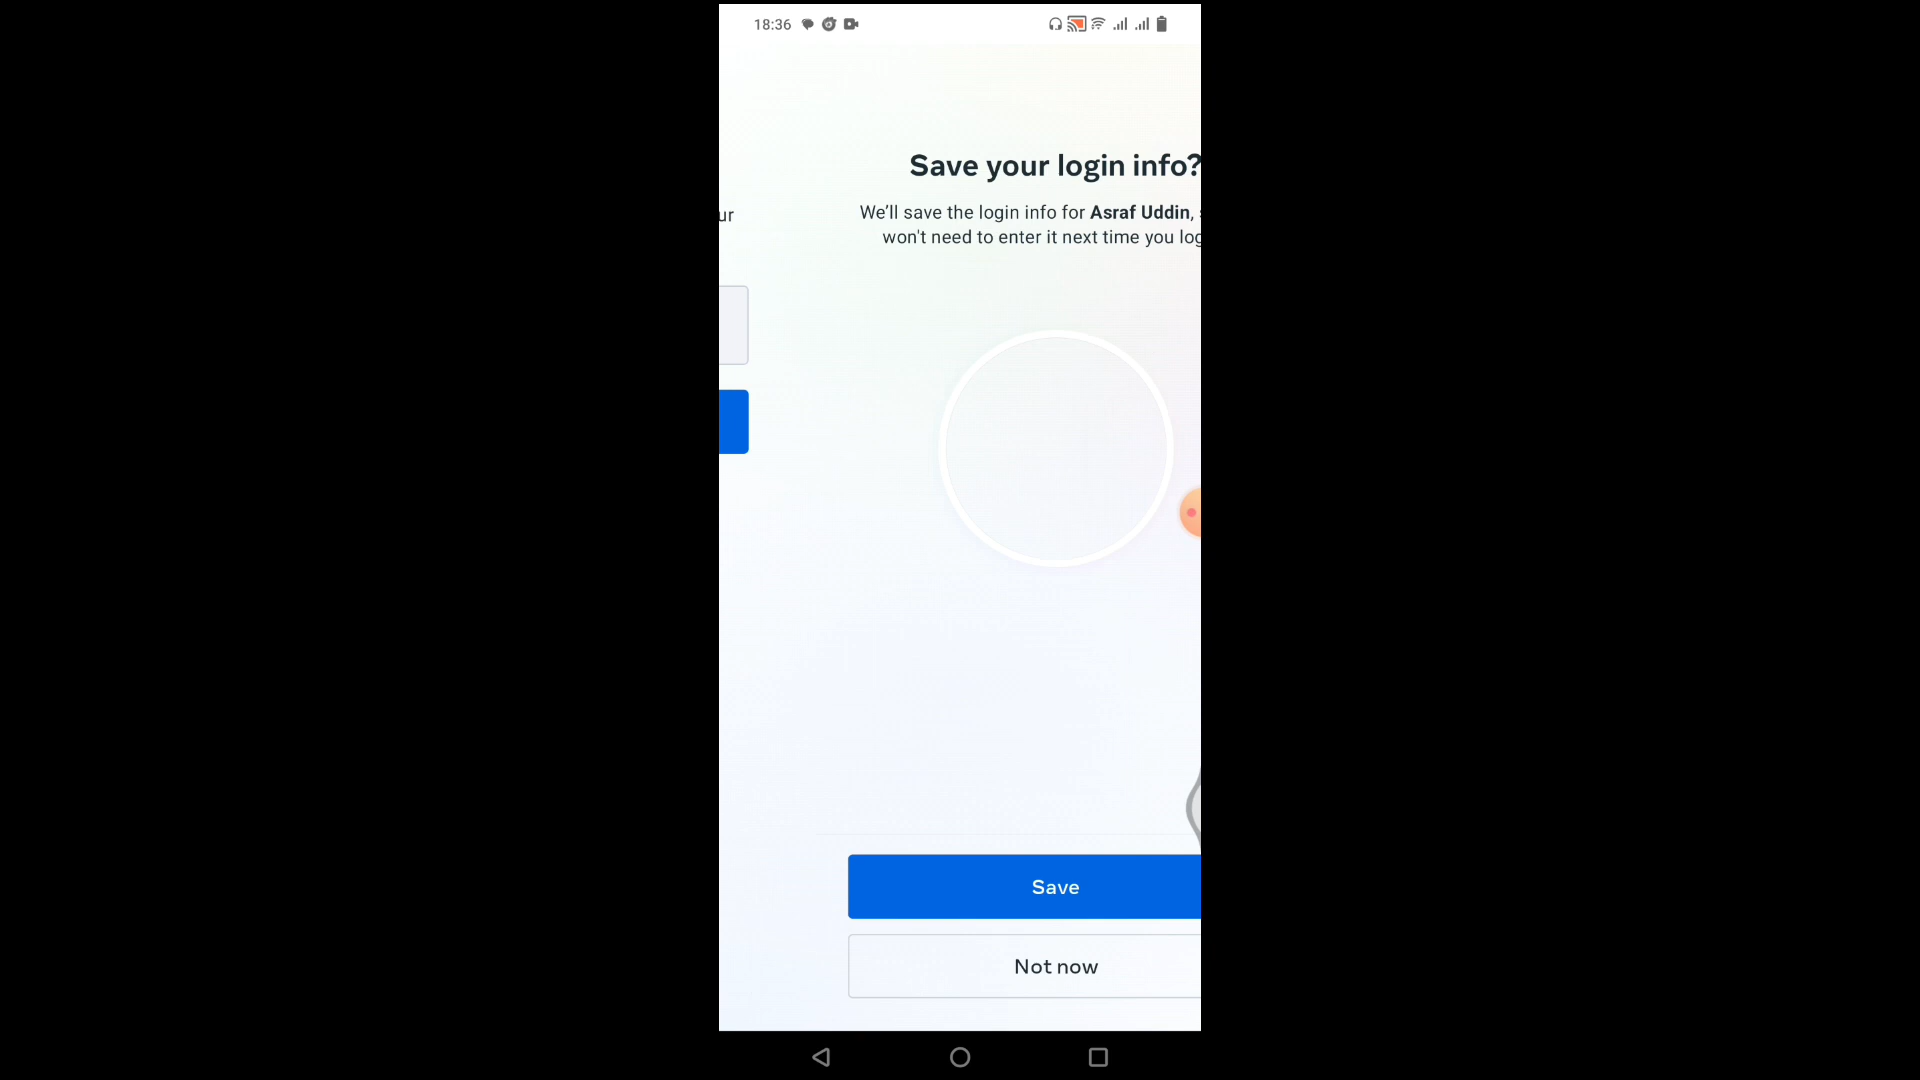 18:36
Save your login info?
ur
We'll save the login info for Asraf Uddin,
won't need to enter it next time you log
Save
Not now